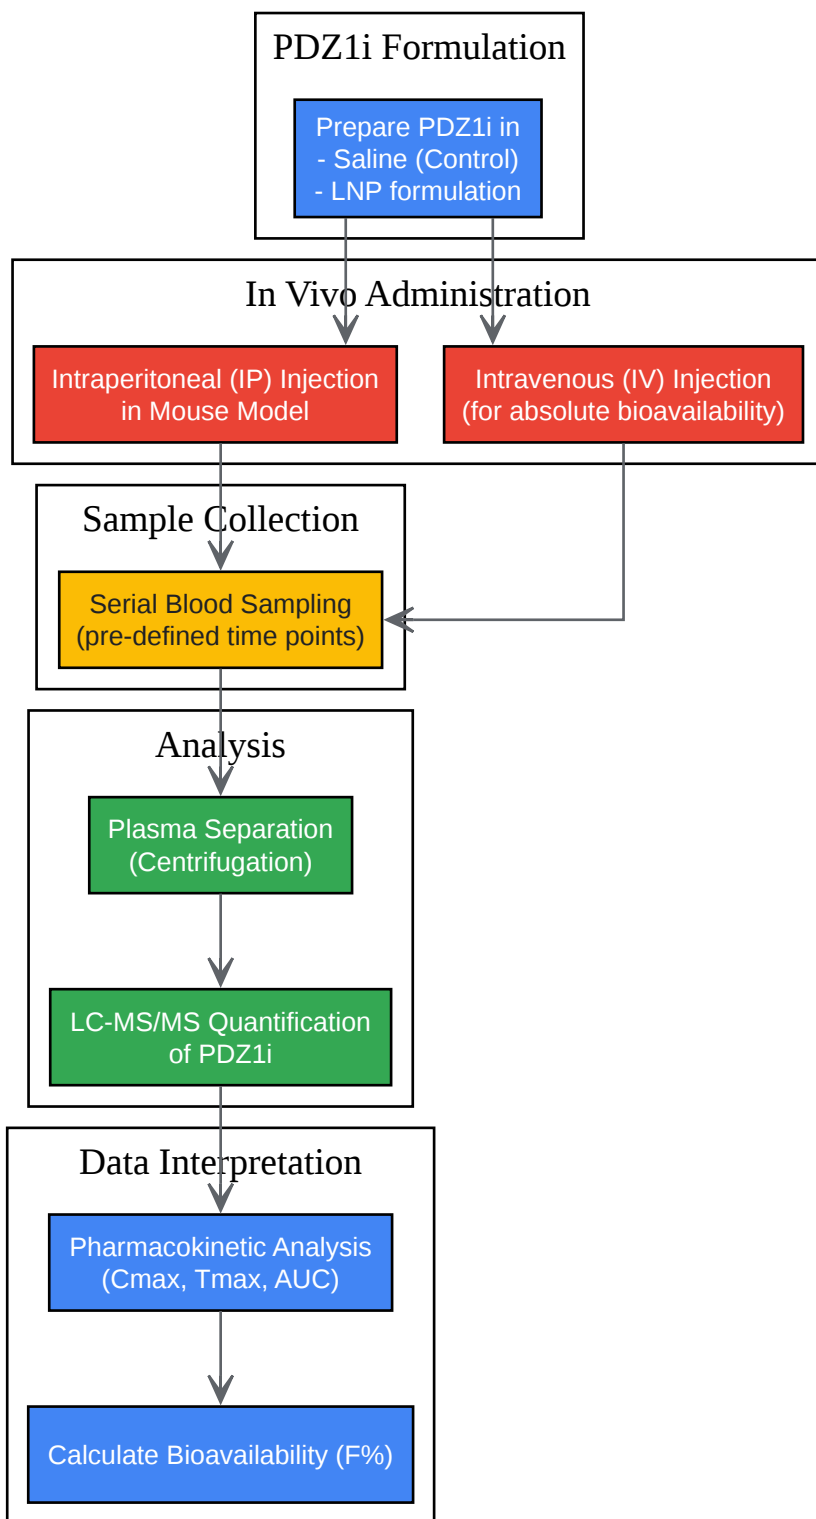 PDZ1i Formulation
Prepare PDZ1i in
- Saline (Control)
- LNP formulation
In Vivo Administration
Intraperitoneal (IP) Injection
in Mouse Model
Intravenous (IV) Injection
(for absolute bioavailability)
Sample Collection
Serial Blood Sampling
(pre-defined time points)
Analysis
Plasma Separation
(Centrifugation)
LC-MS/MS Quantification
of PDZ1i
Data Interpretation
Pharmacokinetic Analysis
(Cmax, Tmax, AUC)
Calculate Bioavailability (F%)